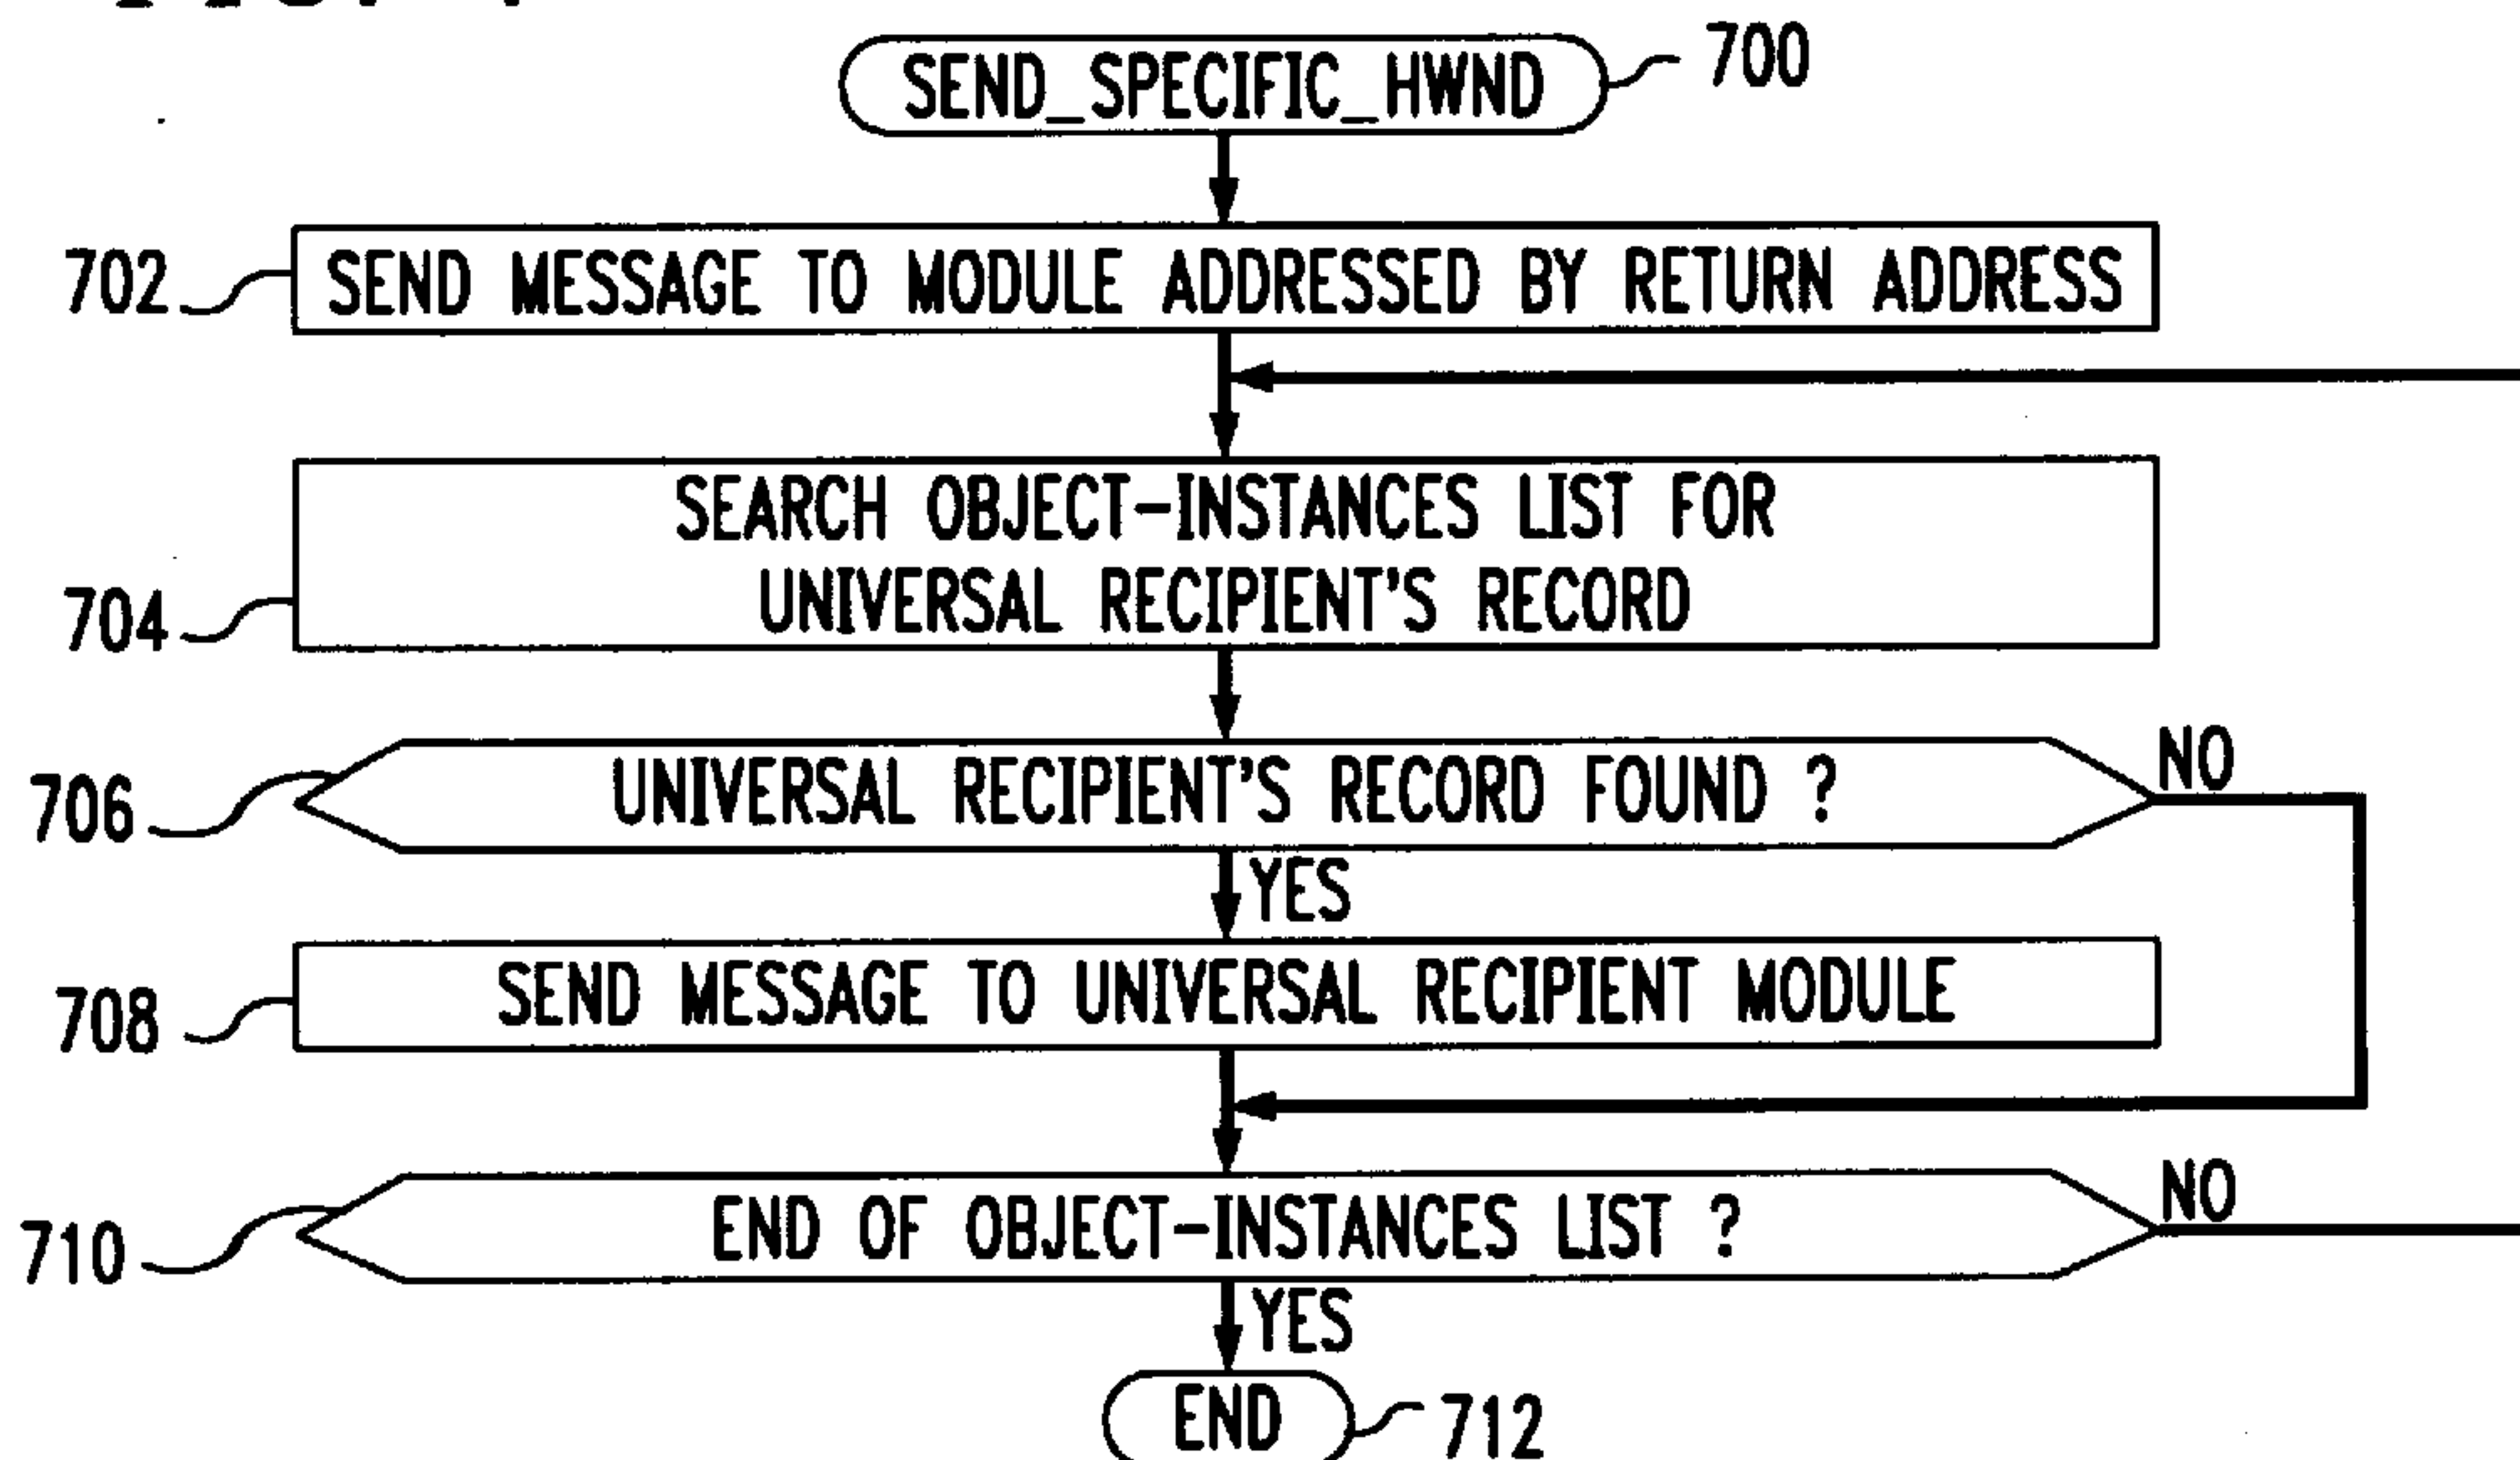 SEND_SPECIFIC_HWND
700
702
SEND MESSAGE TO MODULE ADDRESSED BY RETURN ADDRESS
SEARCH OBJECT-INSTANCES LIST FOR
UNIVERSAL RECIPIENT'S RECORD
704
706
UNIVERSAL RECIPIENT'S RECORD FOUND ?
NO
YES
708
SEND MESSAGE TO UNIVERSAL RECIPIENT MODULE
710
END OF OBJECT-INSTANCES LIST ?
NO
YES
END
712